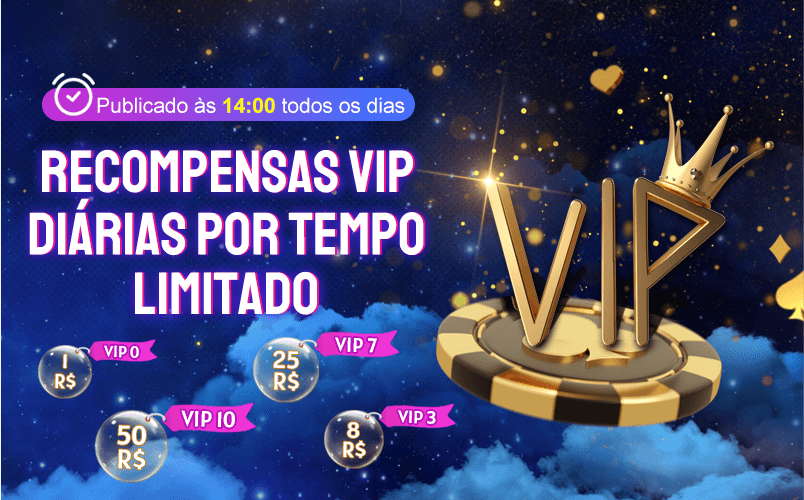 Publicado às 14:00 todos os dias
RECOMPENSAS VIP
DIÁRIAS POR TEMPO
LIMITADO
VIP
1
R$
VIP 0
25
R$
VIP 7
50
R$
VIP 10
8
R$
VIP 3